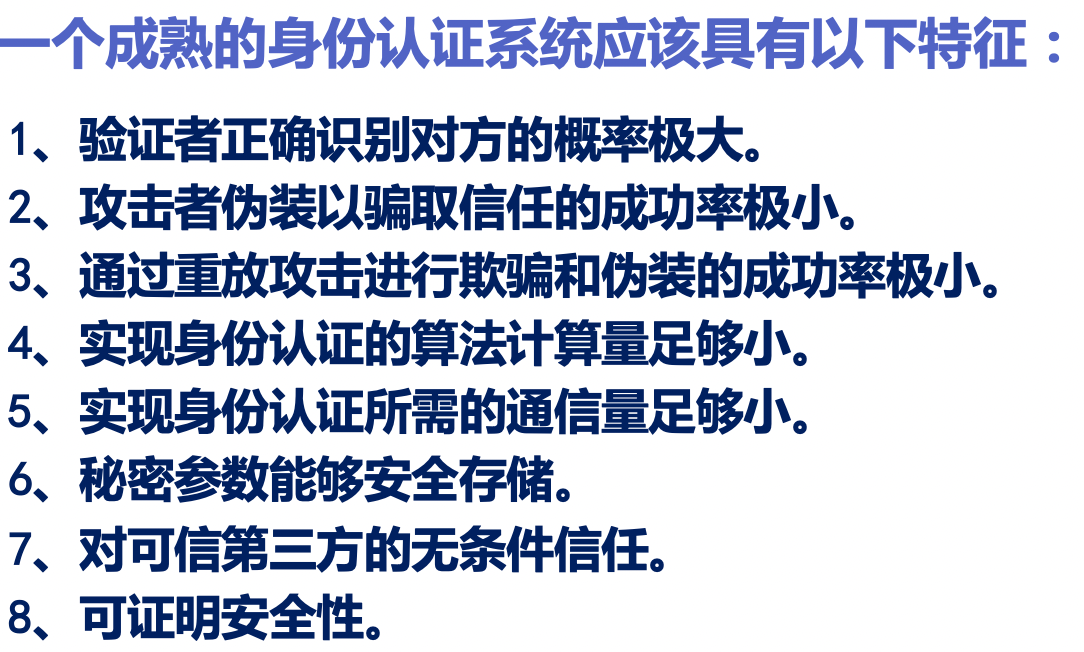 一个成熟的身份认证系统应该具有以下特征：
1、验证者正确识别对方的概率极大。
2、攻击者伪装以骗取信任的成功率极小。
3、通过重放攻击进行欺骗和伪装的成功率极小。
4、实现身份认证的算法计算量足够小。
5、实现身份认证所需的通信量足够小。
6、秘密参数能够安全存储。
7、对可信第三方的无条件信任。
8、可证明安全性。